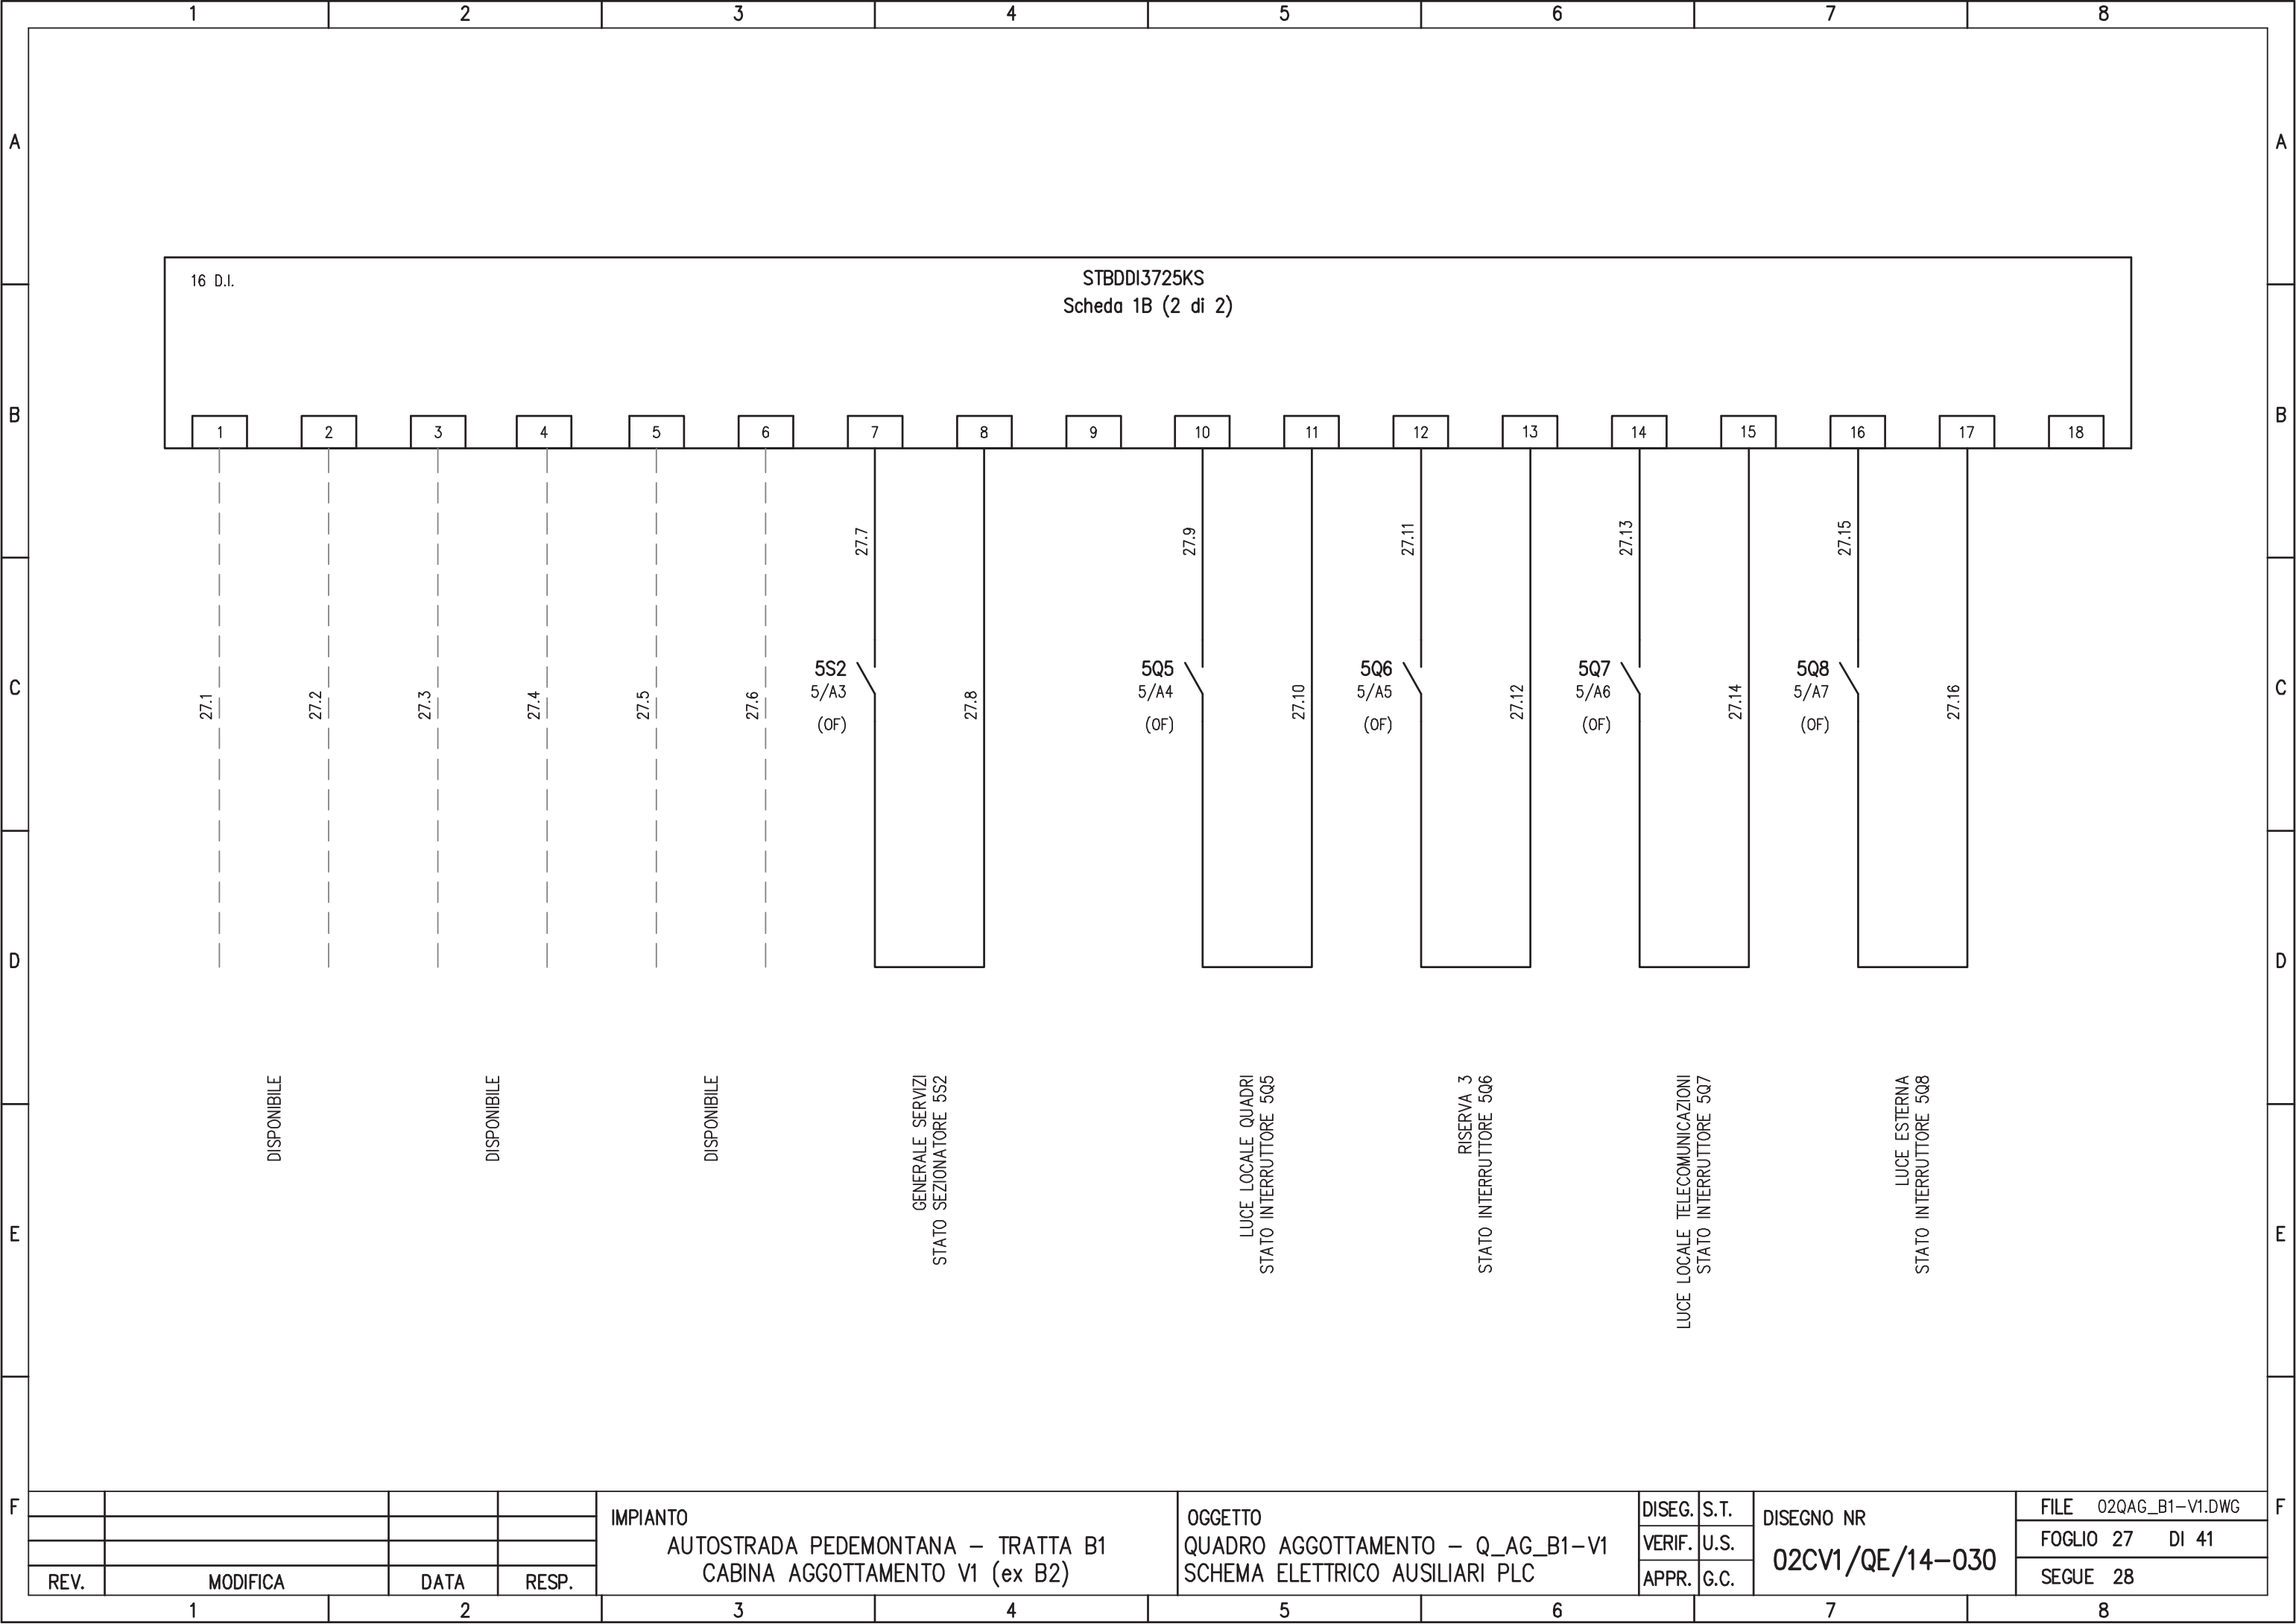 1 2 3 4 5 6 7 8
A A
16 D.I.
STBDDI3725KS
Scheda 1B (2 di 2)
B B
1 2 3 4 5 6 7 8 9 10 11 12 13 14 15 16 17 18
27.7 27.9 27.11 27.13 27.15
C C
5S2 5Q5 5Q6 5Q7 5Q8
5/A3 5/A4 5/A5 5/A6 5/A7
27.1 27.2 27.3 27.4 27.5 27.6 27.8 27.10 27.12 27.14 27.16
(OF) (OF) (OF) (OF) (OF)
D D
DISPONIBILE
DISPONIBILE
DISPONIBILE
GENERALE SERVIZI
STATO SEZIONATORE 5S2
LUCE LOCALE QUADRI
STATO INTERRUTTORE 5Q5
RISERVA 3
STATO INTERRUTTORE 5Q6
LUCE LOCALE TELECOMUNICAZIONI
STATO INTERRUTTORE 5Q7
LUCE ESTERNA
STATO INTERRUTTORE 5Q8
E E
F F
REV. MODIFICA DATA RESP.
IMPIANTO
AUTOSTRADA PEDEMONTANA – TRATTA B1
CABINA AGGOTTAMENTO V1 (ex B2)
OGGETTO
QUADRO AGGOTTAMENTO – Q_AG_B1–V1
SCHEMA ELETTRICO AUSILIARI PLC
DISEG. S.T.
VERIF. U.S.
APPR. G.C.
DISEGNO NR
02CV1/QE/14–030
FILE 02QAG_B1–V1.DWG
FOGLIO 27 DI 41
SEGUE 28
1 2 3 4 5 6 7 8